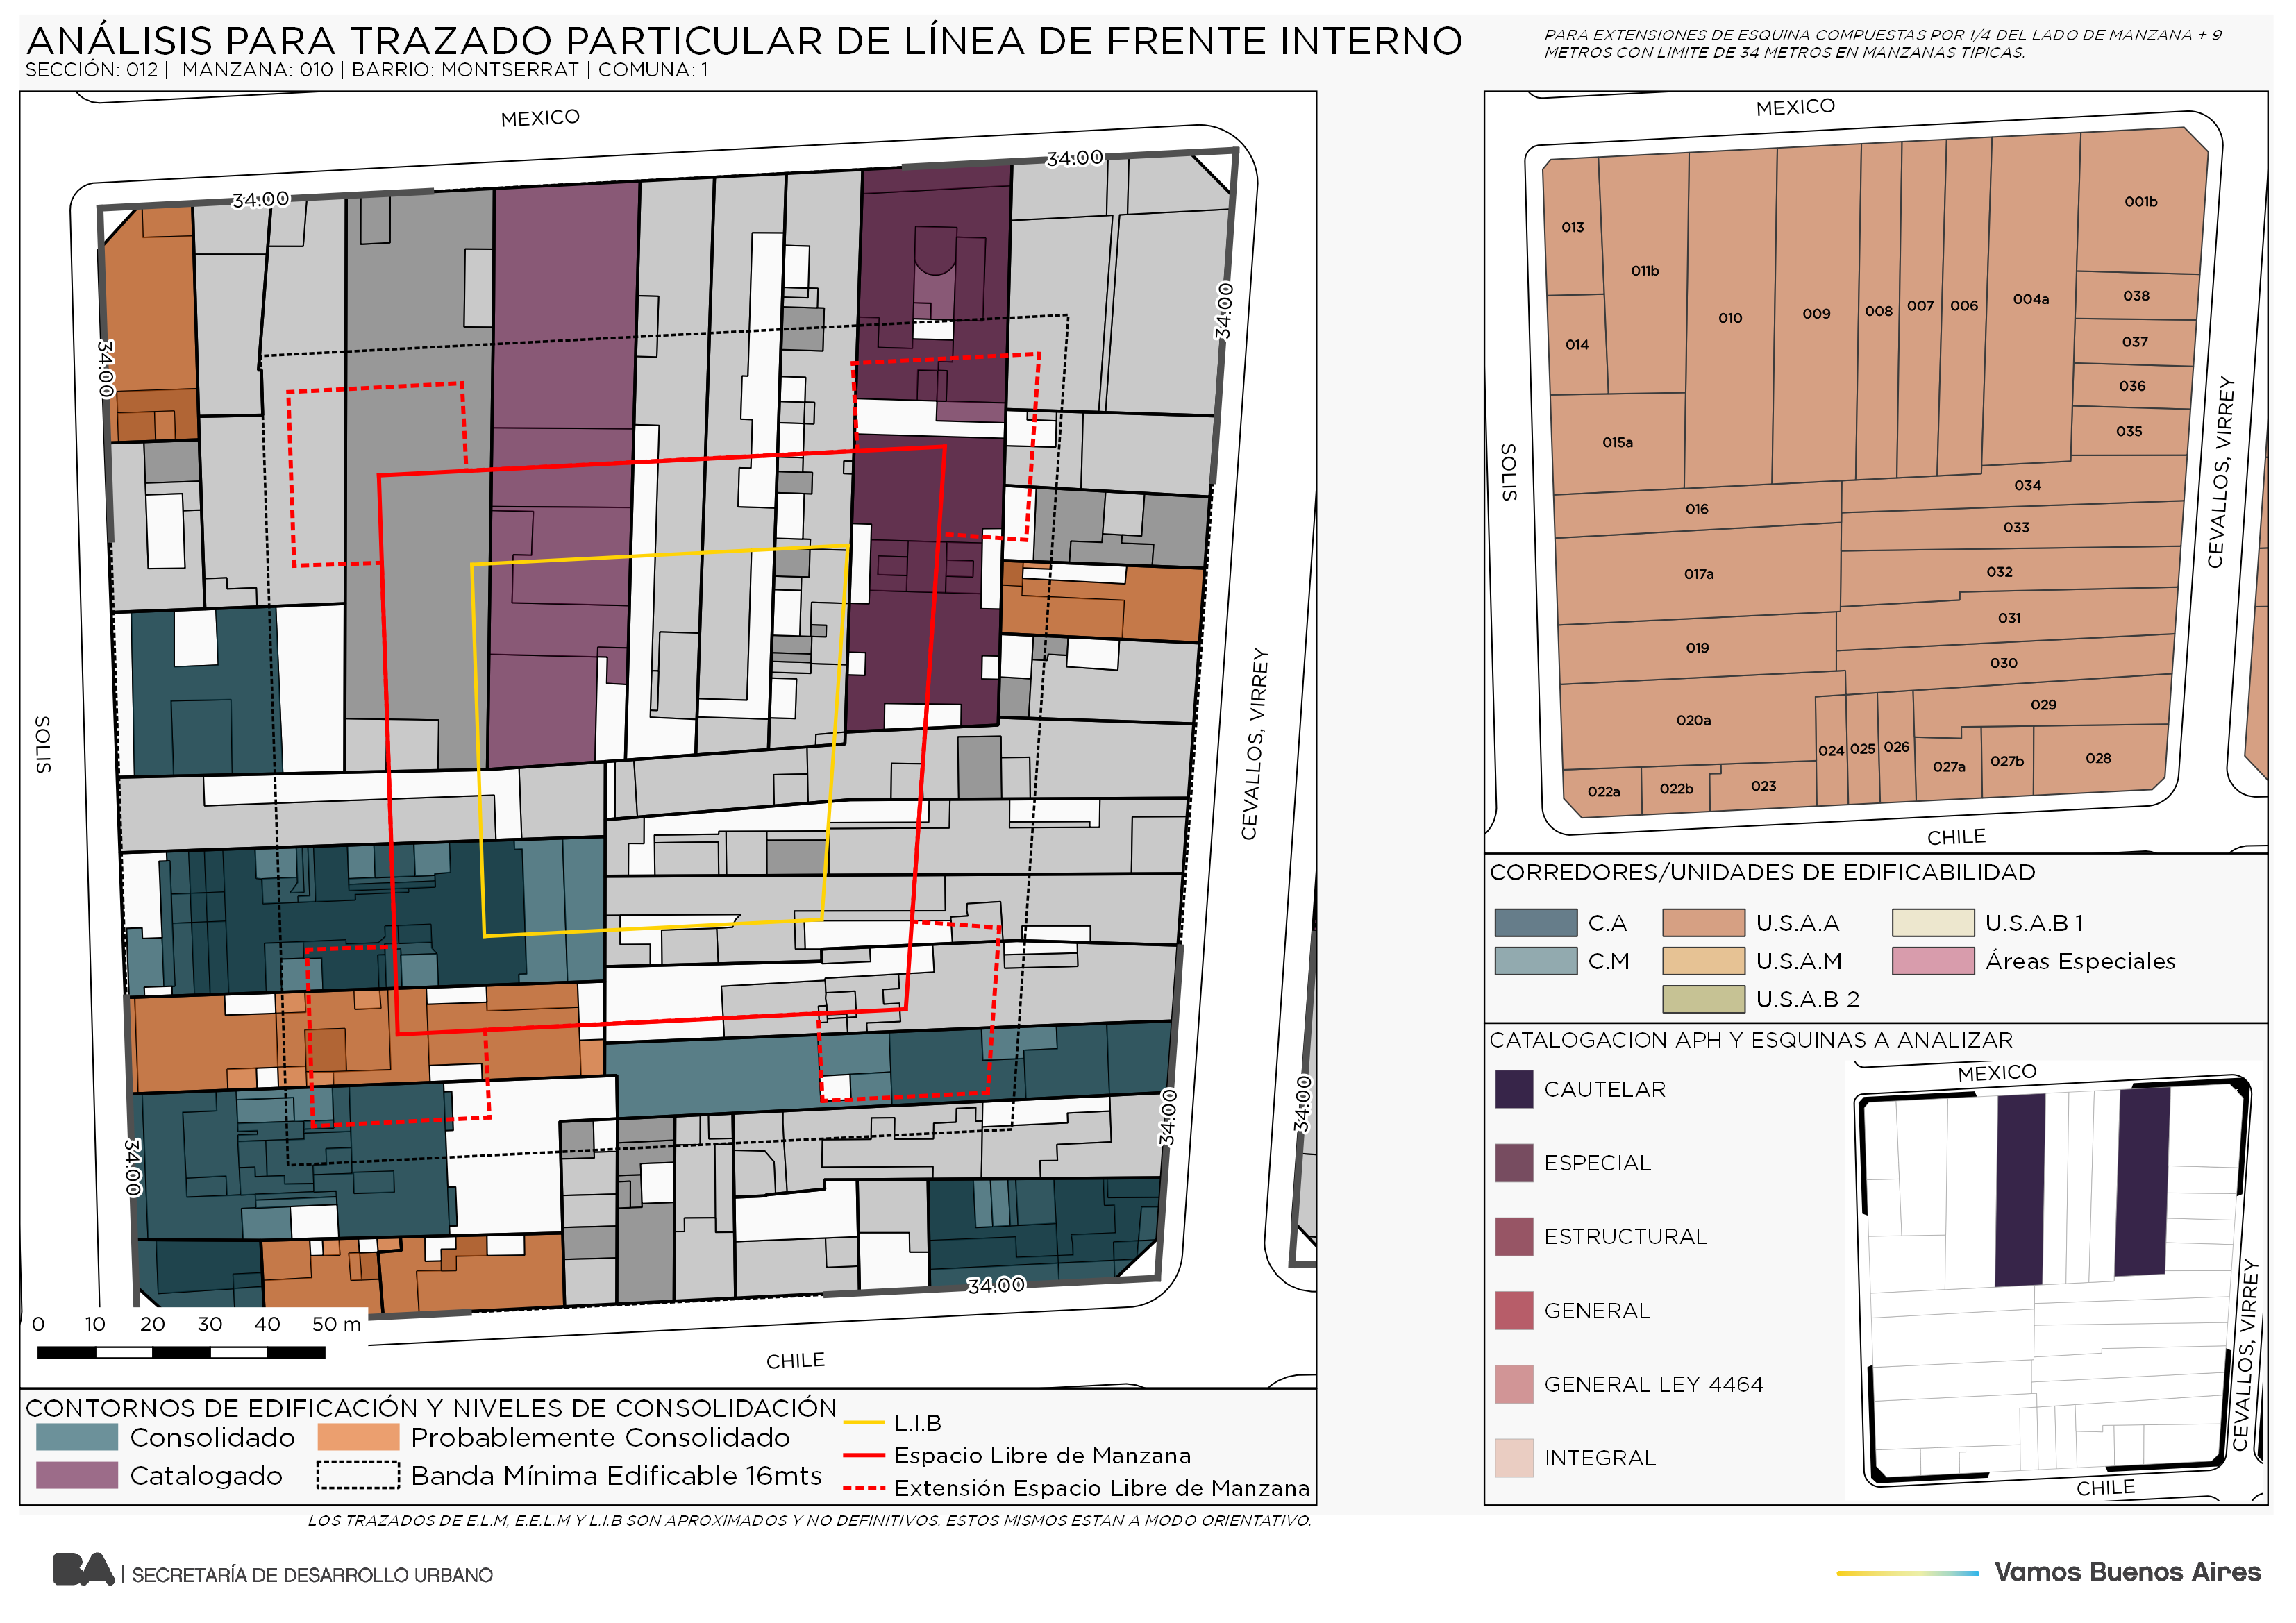 ANÁLISIS PARA TRAZADO PARTICULAR DE LÍNEA DE FRENTE INTERNO
SECCIÓN: 012 | MANZANA: 010 | BARRIO: MONTSERRAT | COMUNA: 1
PARA EXTENSIONES DE ESQUINA COMPUESTAS POR 1/4 DEL LADO DE MANZANA + 9
METROS CON LIMITE DE 34 METROS EN MANZANAS TIPICAS.
MEXICO
34.00
34.00
34.00
34.00
SOLIS
CEVALLOS, VIRREY
34.00
34.00
34.00
34.00
CHILE
0 10 20 30 40 50 m
CONTORNOS DE EDIFICACIÓN Y NIVELES DE CONSOLIDACIÓN
Consolidado
Probablemente Consolidado
Catalogado
Banda Mínima Edificable 16mts
L.I.B
Espacio Libre de Manzana
Extensión Espacio Libre de Manzana
LOS TRAZADOS DE E.L.M, E.E.L.M Y L.I.B SON APROXIMADOS Y NO DEFINITIVOS. ESTOS MISMOS ESTAN A MODO ORIENTATIVO.
MEXICO
001b
013
011b
038
004a
006
007
008
009
010
037
014
036
035
015a
SOLIS
CEVALLOS, VIRREY
034
016
033
017a
032
031
019
030
029
020a
024
025
026
027a
027b
028
022a
022b
023
CHILE
CORREDORES/UNIDADES DE EDIFICABILIDAD
C.A
U.S.A.A
U.S.A.B 1
C.M
U.S.A.M
Áreas Especiales
U.S.A.B 2
CATALOGACION APH Y ESQUINAS A ANALIZAR
CAUTELAR
ESPECIAL
ESTRUCTURAL
GENERAL
GENERAL LEY 4464
INTEGRAL
MEXICO
CEVALLOS, VIRREY
CHILE
BA | SECRETARÍA DE DESARROLLO URBANO
Vamos Buenos Aires